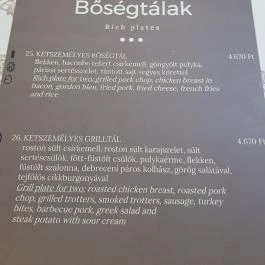 Bőségtálak
Rich plates
25. KÉTSZEMÉLYES BŐSÉGTÁL 4.670 Ft
flekken, baconbe tekert csirkemell, göngyölt pulyka,
párizsi sertésszelet, rántott sajt vegyes körettel
Rich plate for two: grilled pork chop, chicken breast in
bacon, gordon bleu, fried pork, fried cheese, french fries
and rice
26. KÉTSZEMÉLYES GRILLTÁL 4.670 Ft
roston sült csirkemell, roston sült karajszelet, sült
sertéscsülök, főtt-füstölt csülök, pulykaérme, flekken,
füstölt szalonna, debreceni páros kolbász, görög salátával,
tejfölös cikkburgonyával
Grill plate for two: roasted chicken breast, roasted pork
chop, grilled trotters, smoked trotters, sausage, turkey
bites, barbecue pork, greek salad and
steak potato with sour cream